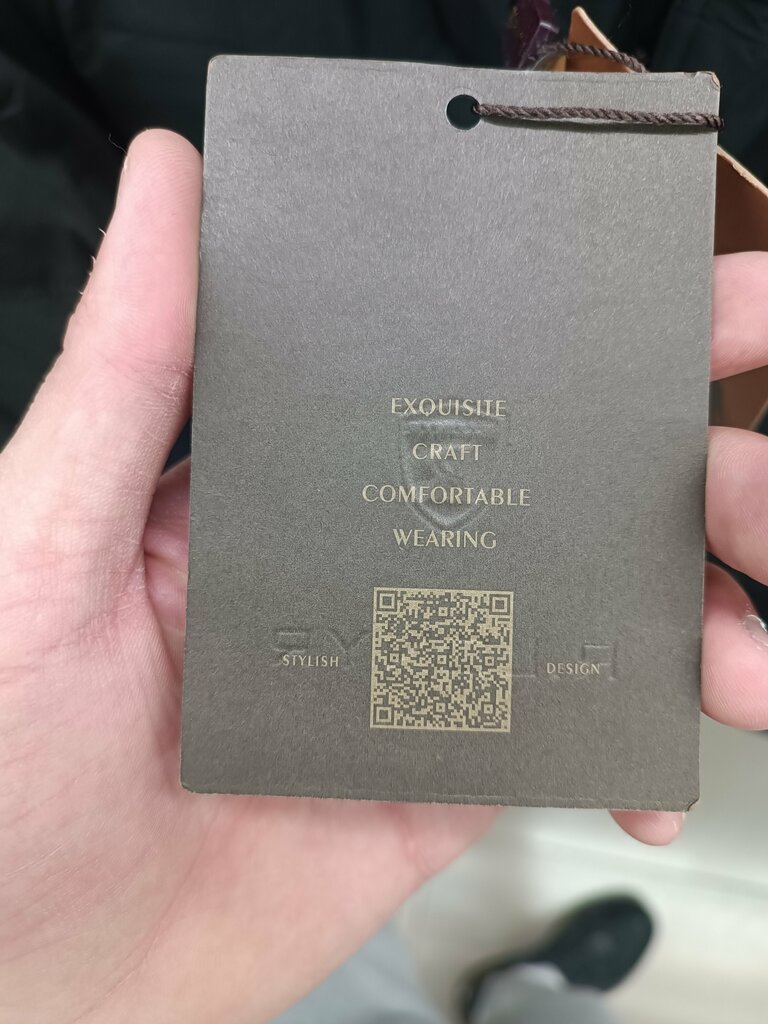 EXQUISITE
CRAFT
COMFORTABLE
WEARING
STYLISH
DESIGN